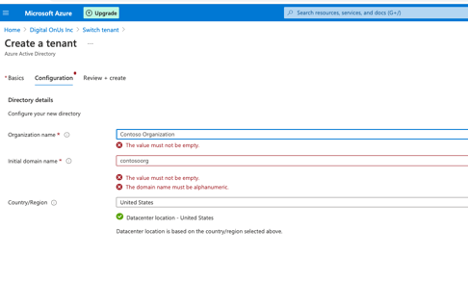 Microsoft Azure
Upgrade
Search resources, services, and docs (G+/)
Home > Digital OnUs Inc > Switch tenant >
Create a tenant ...
Azure Active Directory
* Basics Configuration Review + create
Directory details
Configure your new directory
Organization name * Contoso Organization
The value must not be empty.
Initial domain name * contosoorg
The value must not be empty.
The domain name must be alphanumeric.
Country/Region United States
Datacenter location - United States
Datacenter location is based on the country/region selected above.